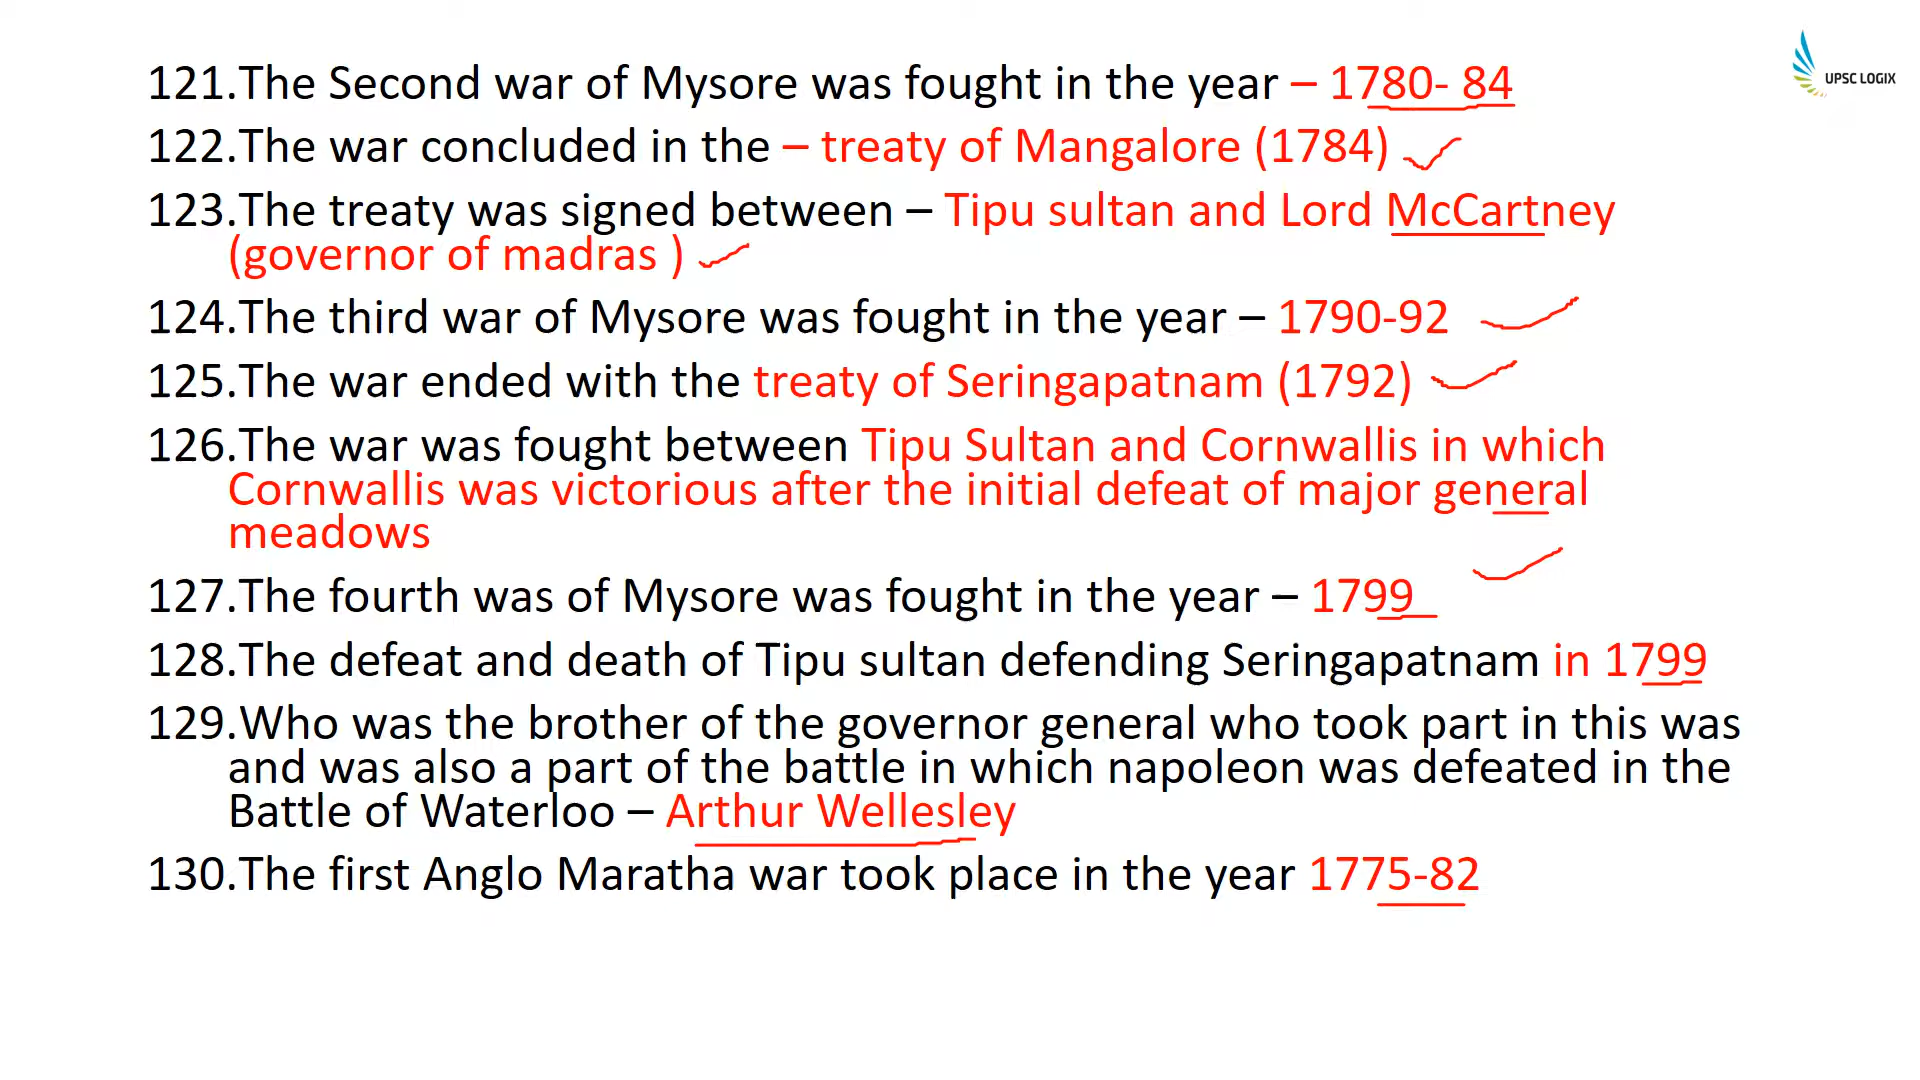 UPSC LOGIX
121.The Second war of Mysore was fought in the year – 1780- 84
122.The war concluded in the – treaty of Mangalore (1784)
123.The treaty was signed between – Tipu sultan and Lord McCartney
(governor of madras )
124.The third war of Mysore was fought in the year – 1790-92
125.The war ended with the treaty of Seringapatnam (1792)
126.The war was fought between Tipu Sultan and Cornwallis in which
Cornwallis was victorious after the initial defeat of major general
meadows
127.The fourth was of Mysore was fought in the year – 1799
128.The defeat and death of Tipu sultan defending Seringapatnam in 1799
129.Who was the brother of the governor general who took part in this was
and was also a part of the battle in which napoleon was defeated in the
Battle of Waterloo – Arthur Wellesley
130.The first Anglo Maratha war took place in the year 1775-82